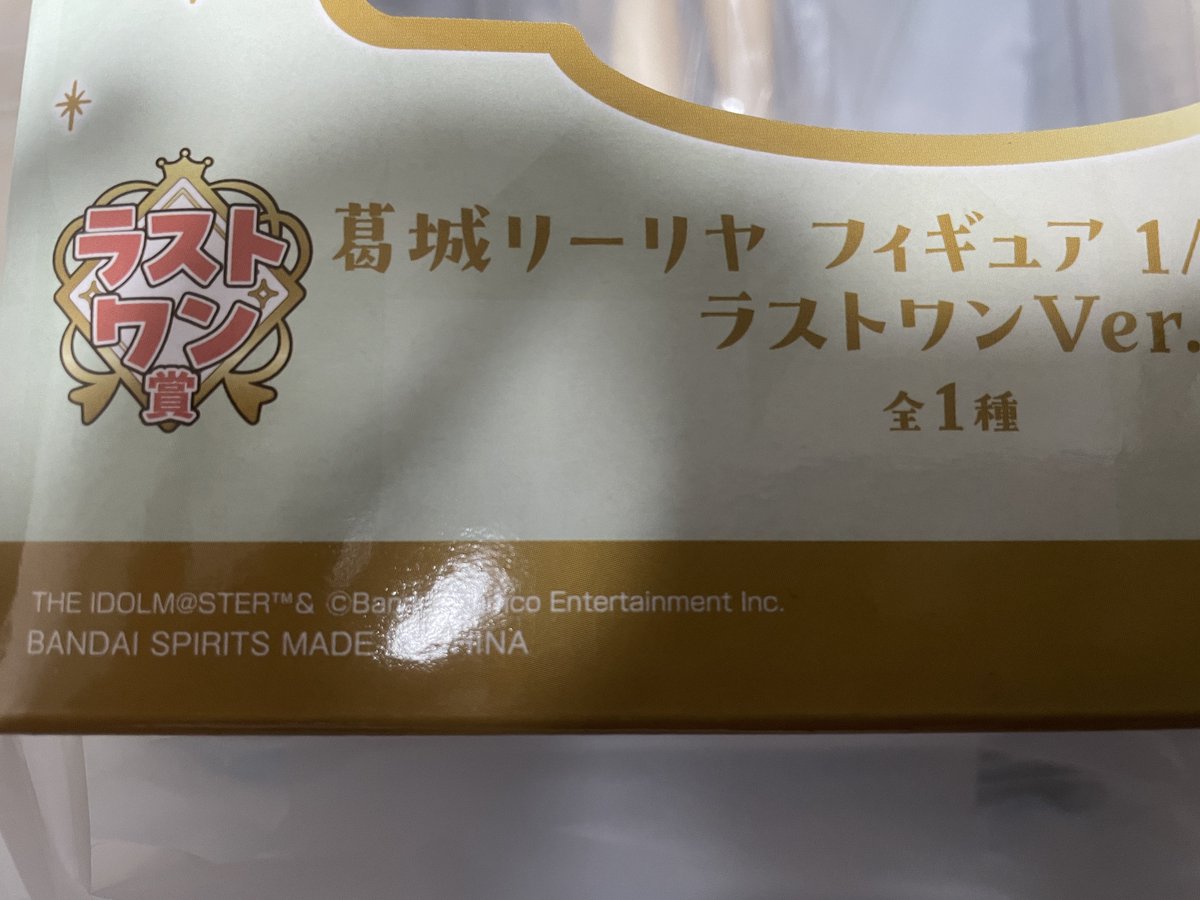 ラスト
ワン
賞
葛城リーリヤ フィギュア 1/
ラストワンVer.
全1種
THE IDOLM@STER™& Entertainment Inc.
BANDAI SPIRITS MADE